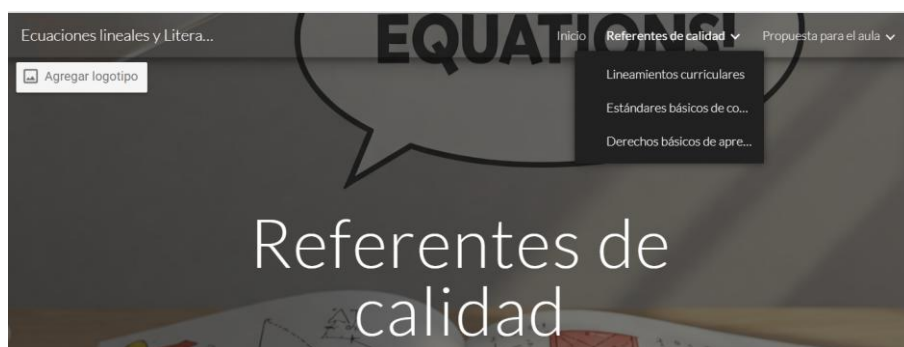 EQUATIONS!
Ecuaciones lineales y Litera...
Inicio
Referentes de calidad
Propuesta para el aula
Agregar logotipo
Lineamientos curriculares
Estándares básicos de co...
Derechos básicos de apre...
Referentes de
calidad